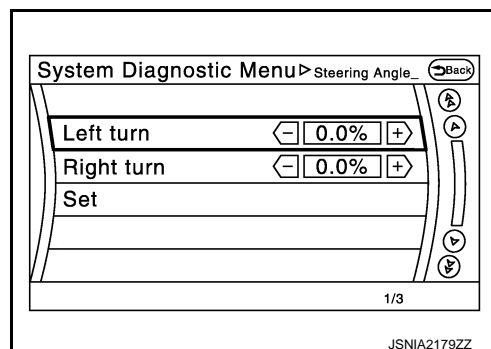 System Diagnostic Menu▷Steering Angle_ Back
Left turn − 0.0% +
Right turn − 0.0% +
Set
1/3
JSNIA2179ZZ